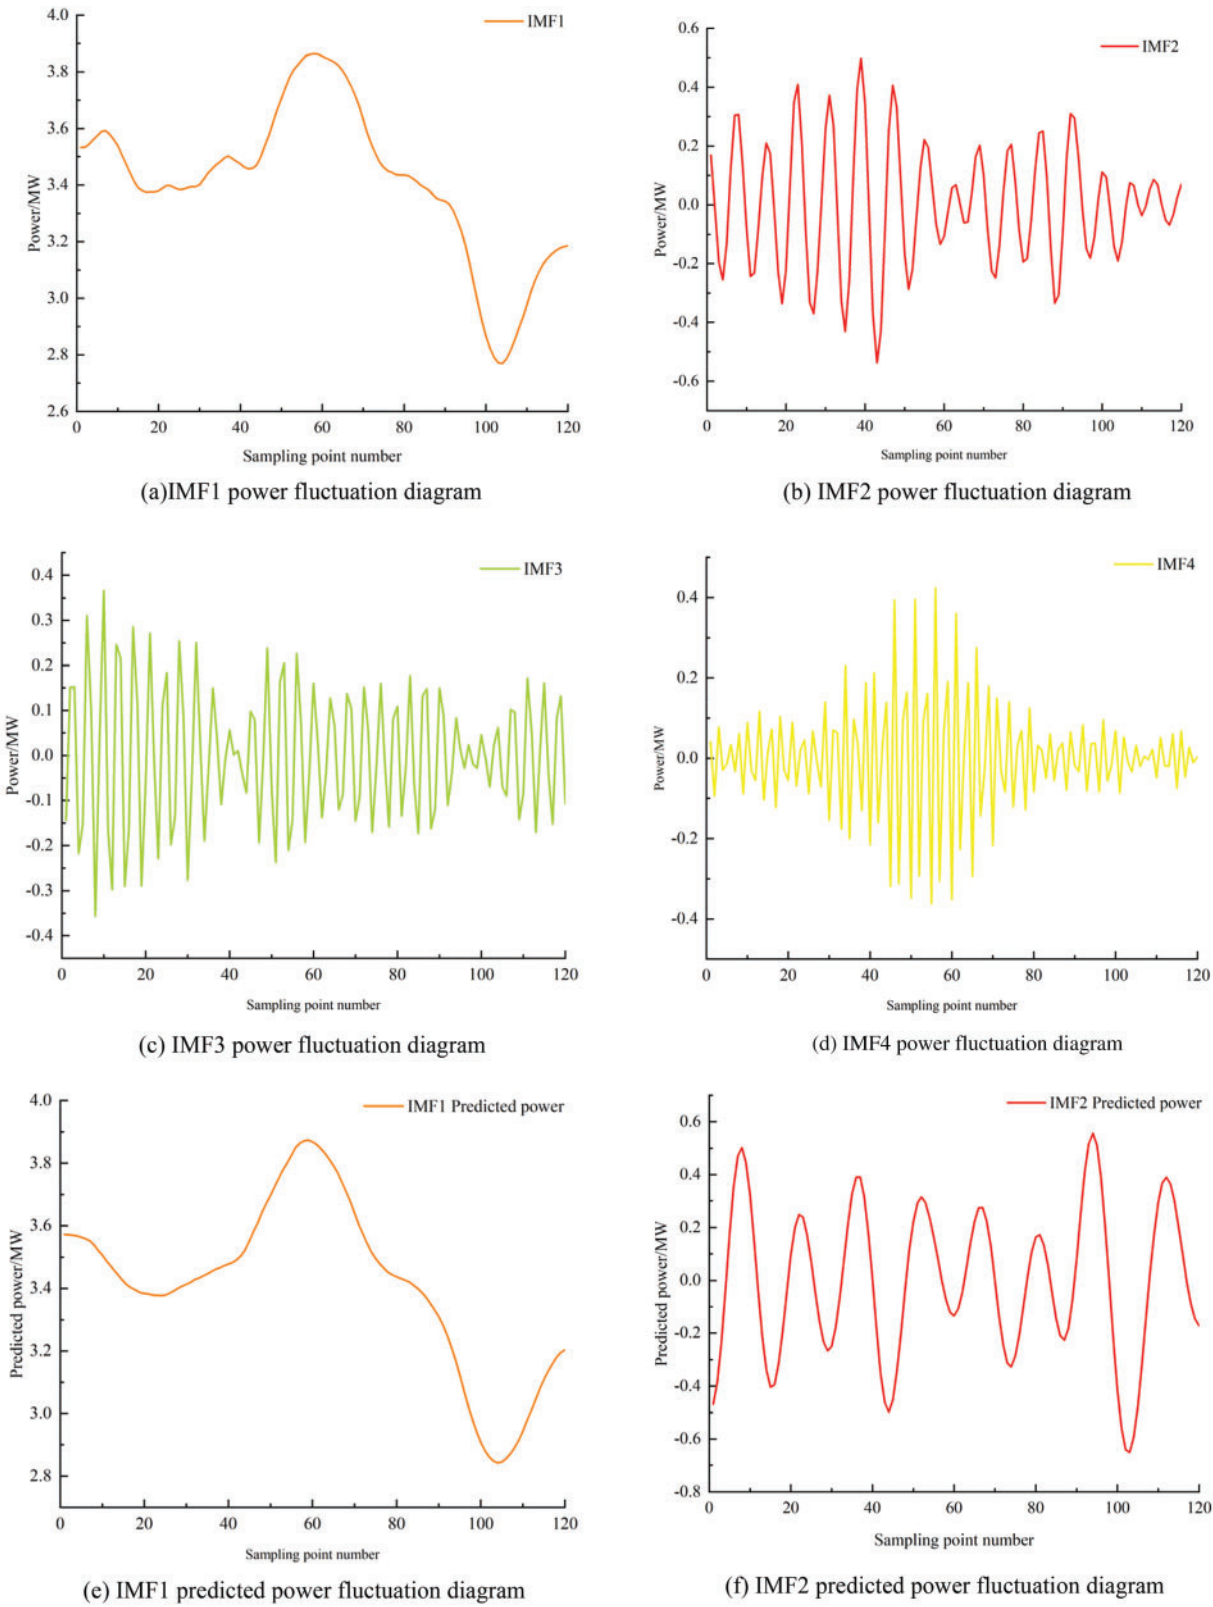 IMF1
4.0
3.8
3.6
3.4
3.2
3.0
2.8
2.6
Power/MW
0 20 40 60 80 100 120
Sampling point number
(a)IMF1 power fluctuation diagram
IMF2
0.6
0.4
0.2
0.0
-0.2
-0.4
-0.6
Power/MW
0 20 40 60 80 100 120
Sampling point number
(b) IMF2 power fluctuation diagram
IMF3
0.4
0.3
0.2
0.1
0.0
-0.1
-0.2
-0.3
-0.4
Power/MW
0 20 40 60 80 100 120
Sampling point number
(c) IMF3 power fluctuation diagram
IMF4
0.4
0.2
0.0
-0.2
-0.4
Power/MW
0 20 40 60 80 100 120
Sampling point number
(d) IMF4 power fluctuation diagram
IMF1 Predicted power
4.0
3.8
3.6
3.4
3.2
3.0
2.8
Predicted power/MW
0 20 40 60 80 100 120
Sampling point number
(e) IMF1 predicted power fluctuation diagram
IMF2 Predicted power
0.6
0.4
0.2
0.0
-0.2
-0.4
-0.6
-0.8
Predicted power/MW
0 20 40 60 80 100 120
Sampling point number
(f) IMF2 predicted power fluctuation diagram